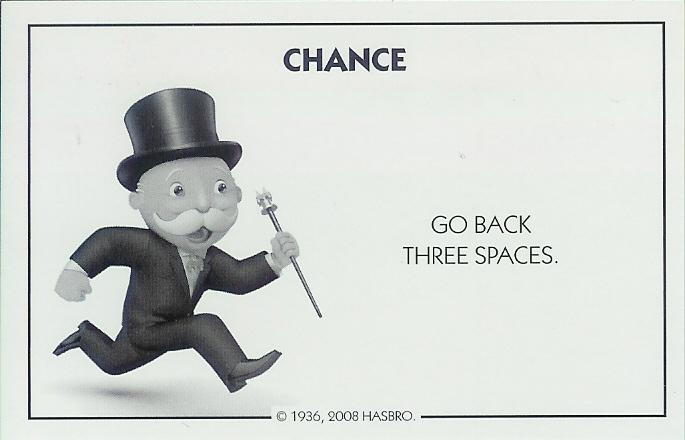 CHANCE
GO BACK
THREE SPACES.
© 1936, 2008 HASBRO.